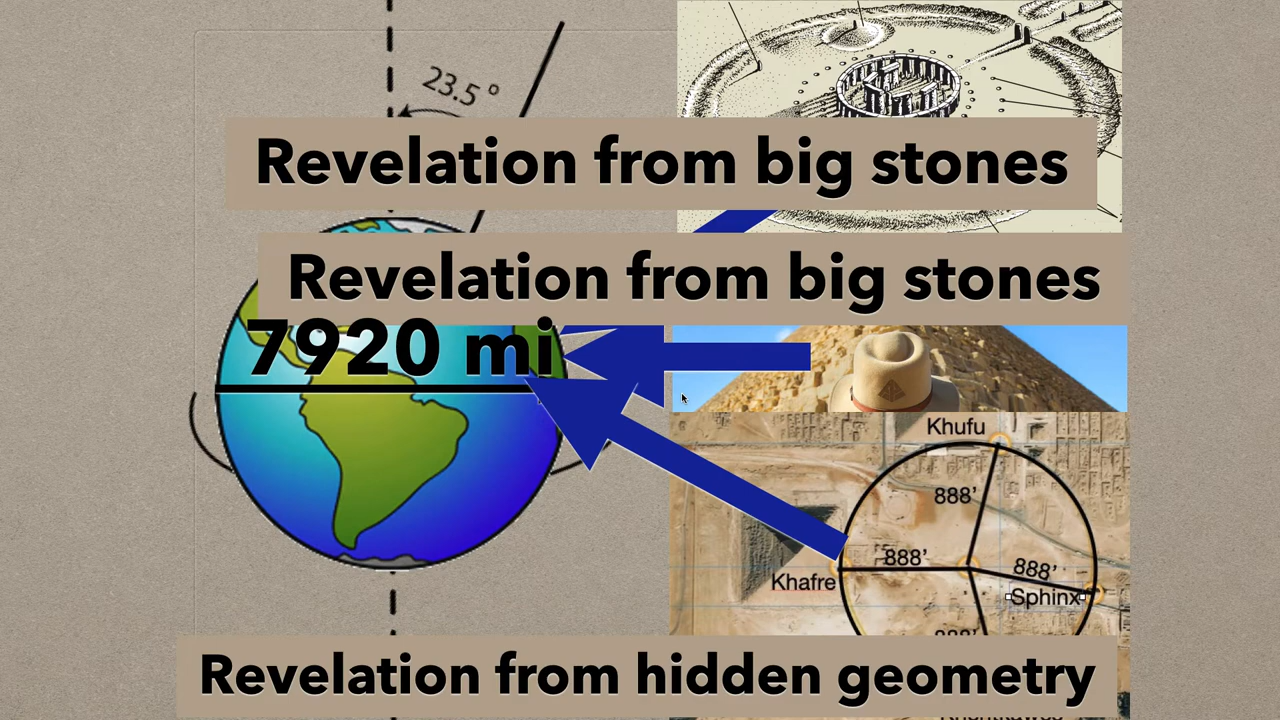 23.5 °
Revelation from big stones
Revelation from big stones
7920 mi
Khufu
888’
888’
888’
Khafre
Sphinx
Revelation from hidden geometry